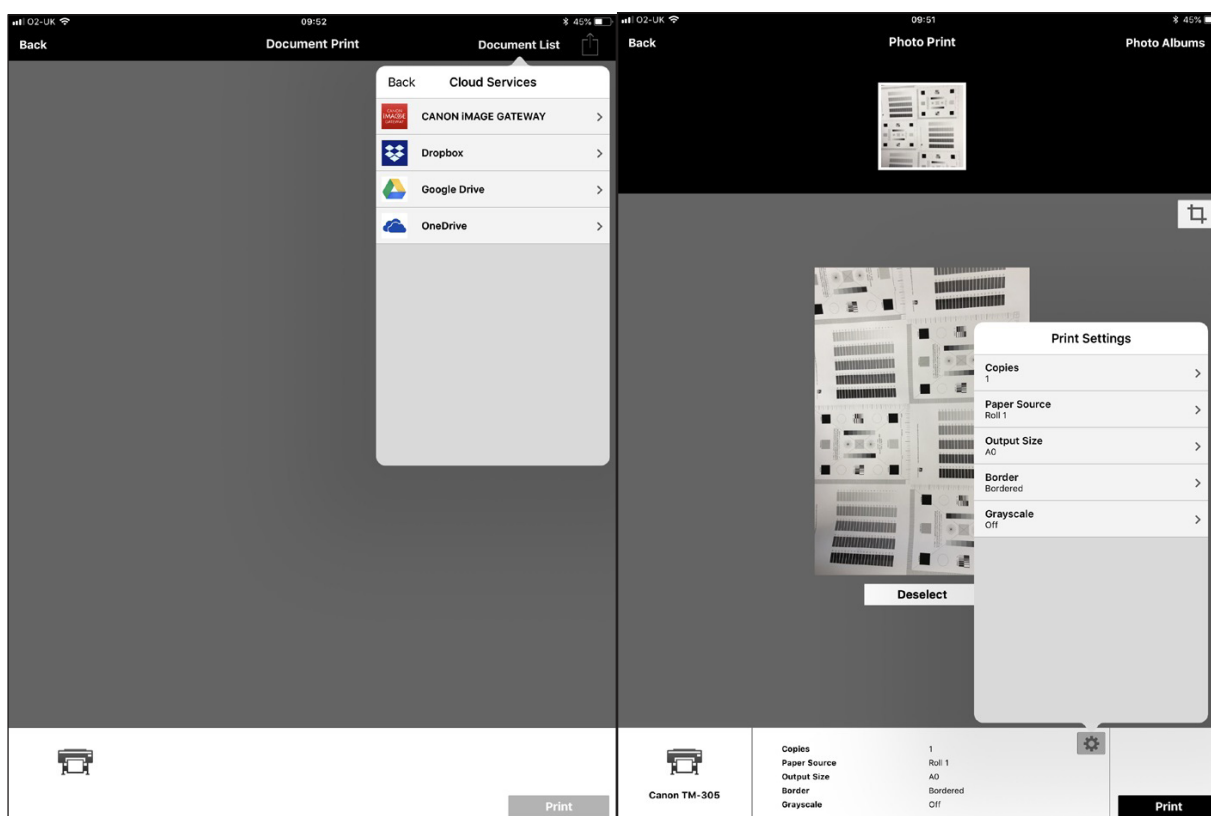 O2-UK
09:52
45%
Back
Document Print
Document List
Back
Cloud Services
CANON iMAGE GATEWAY
CANON iMAGE GATEWAY
Dropbox
Google Drive
OneDrive
Print
O2-UK
09:51
45%
Back
Photo Print
Photo Albums
Print Settings
Copies
1
Paper Source
Roll 1
Output Size
A0
Border
Bordered
Grayscale
Off
Deselect
Canon TM-305
Copies 1
Paper Source Roll 1
Output Size A0
Border Bordered
Grayscale Off
Print